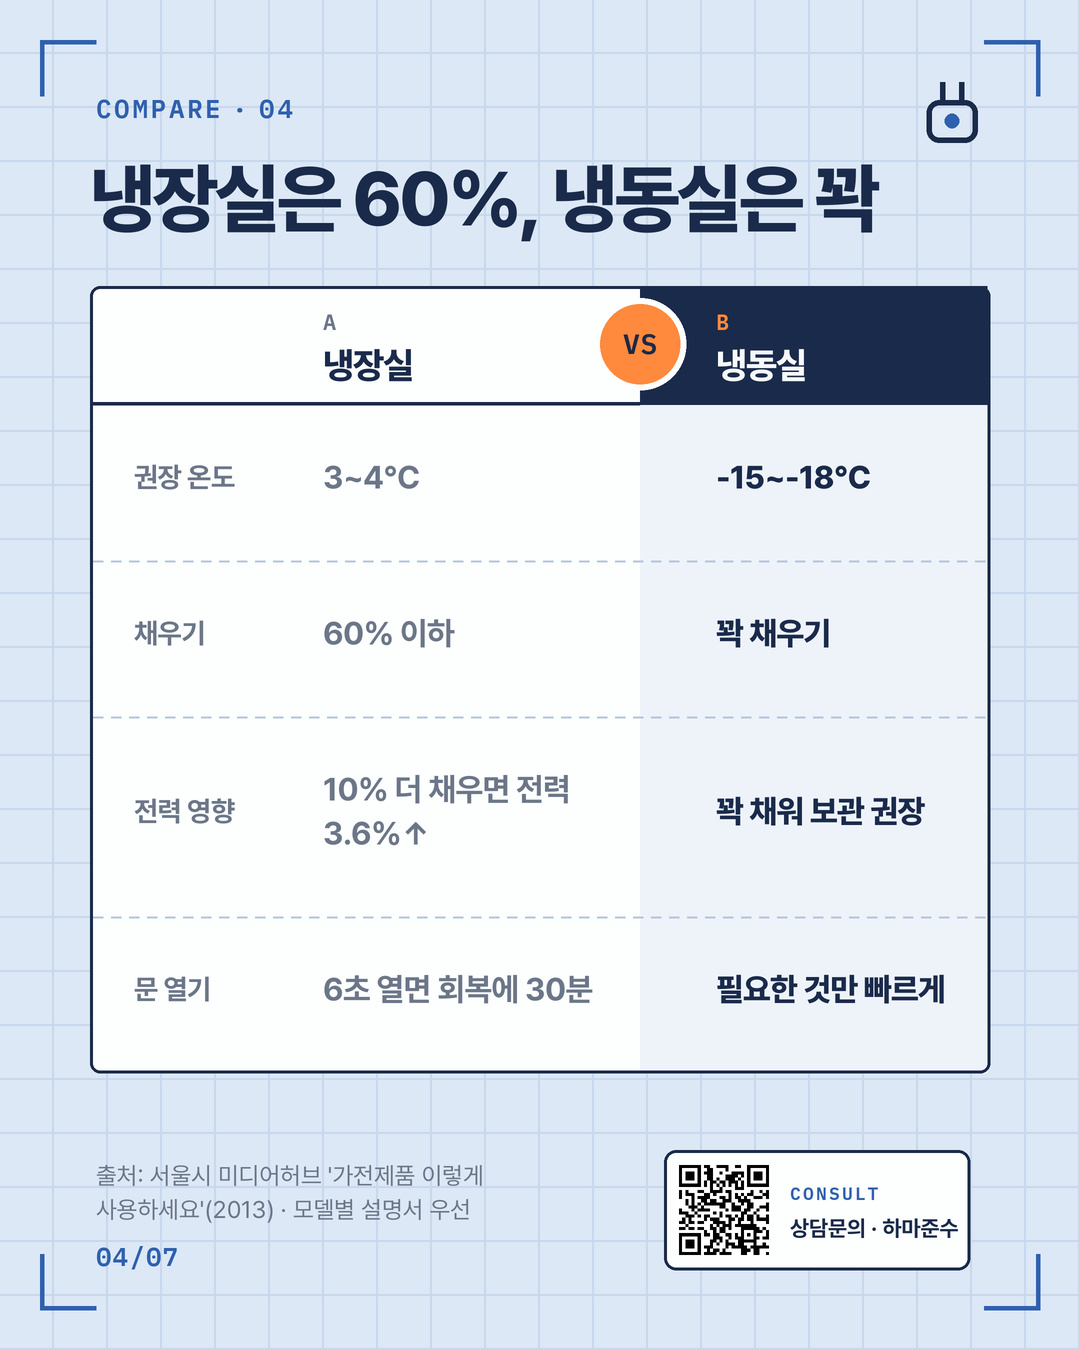 COMPARE · 04
냉장실은 60%, 냉동실은 꽉
A
냉장실
VS
B
냉동실
권장 온도
3~4°C
-15~-18°C
채우기
60% 이하
꽉 채우기
전력 영향
10% 더 채우면 전력
3.6%↑
꽉 채워 보관 권장
문 열기
6초 열면 회복에 30분
필요한 것만 빠르게
출처: 서울시 미디어허브 '가전제품 이렇게
사용하세요'(2013) · 모델별 설명서 우선
04/07
CONSULT
상담문의 · 하마준수